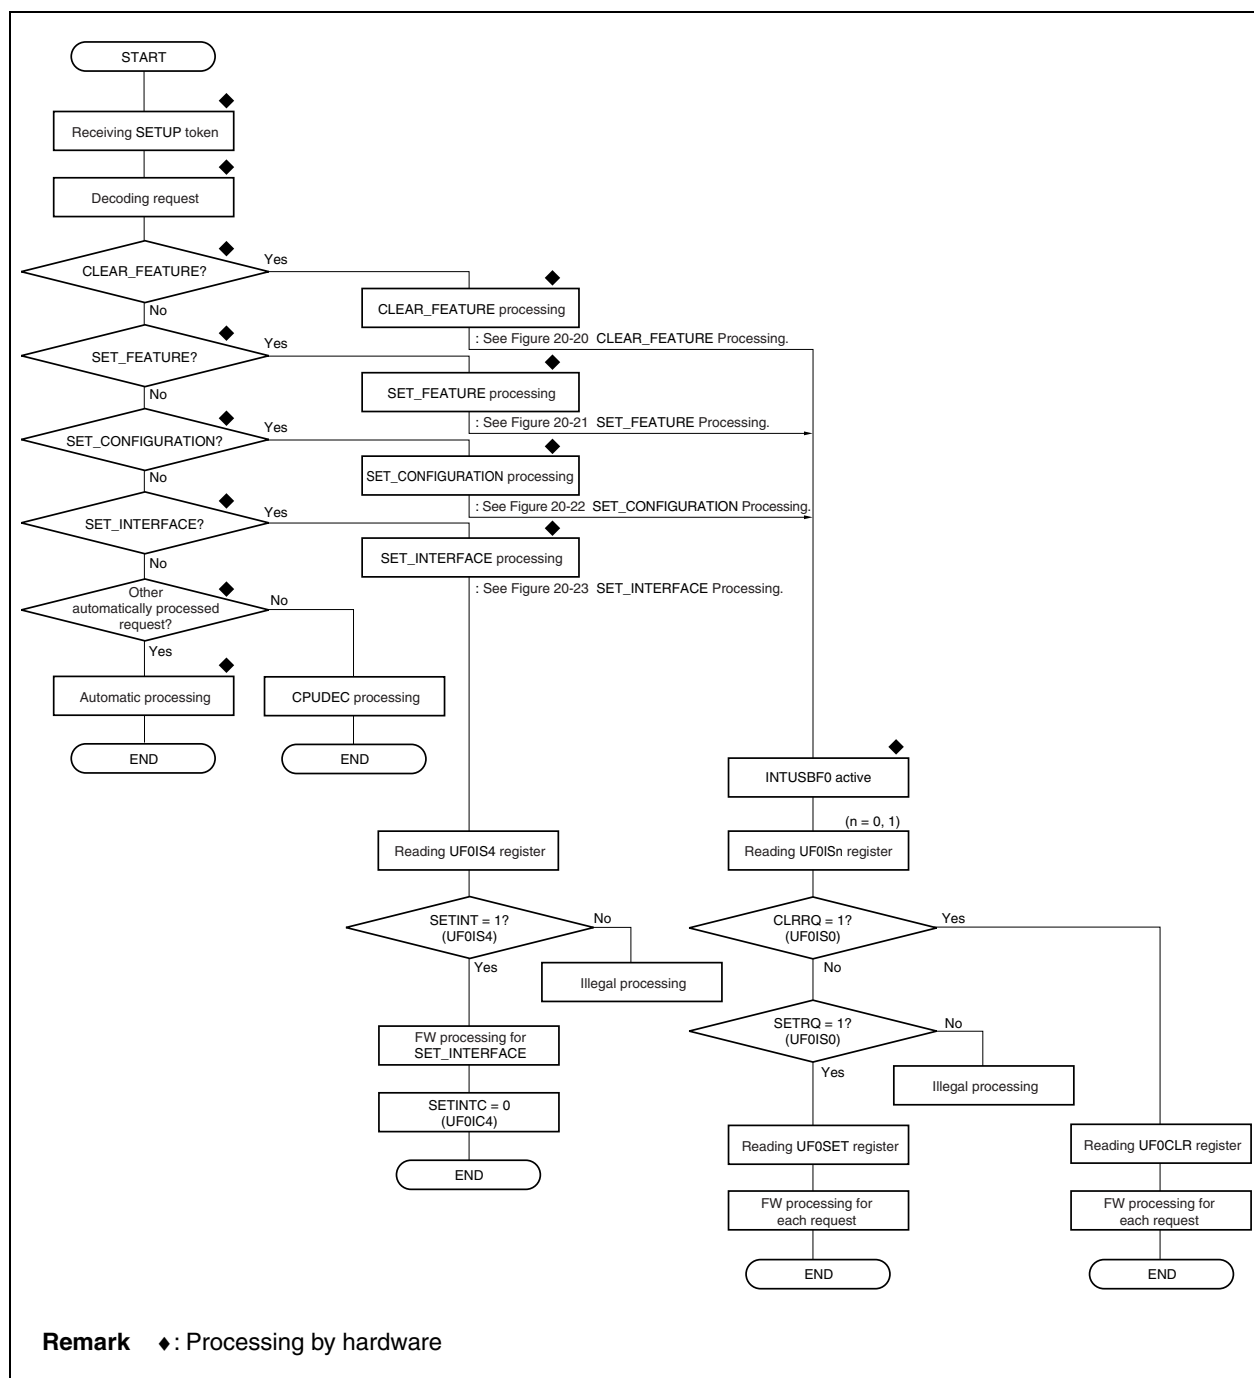 START
Receiving SETUP token
Decoding request
CLEAR_FEATURE?
Yes
No
CLEAR_FEATURE processing
: See Figure 20-20 CLEAR_FEATURE Processing.
SET_FEATURE?
Yes
No
SET_FEATURE processing
: See Figure 20-21 SET_FEATURE Processing.
SET_CONFIGURATION?
Yes
No
SET_CONFIGURATION processing
: See Figure 20-22 SET_CONFIGURATION Processing.
SET_INTERFACE?
Yes
No
SET_INTERFACE processing
: See Figure 20-23 SET_INTERFACE Processing.
Other
automatically processed
request?
No
Yes
Automatic processing
CPUDEC processing
END
END
INTUSBF0 active
(n = 0, 1)
Reading UF0IS4 register
Reading UF0ISn register
SETINT = 1?
(UF0IS4)
No
Yes
Illegal processing
CLRRQ = 1?
(UF0IS0)
Yes
No
SETRQ = 1?
(UF0IS0)
No
Yes
Illegal processing
FW processing for
SET_INTERFACE
SETINTC = 0
(UF0IC4)
END
Reading UF0SET register
Reading UF0CLR register
FW processing for
each request
FW processing for
each request
END
END
Remark ♦: Processing by hardware